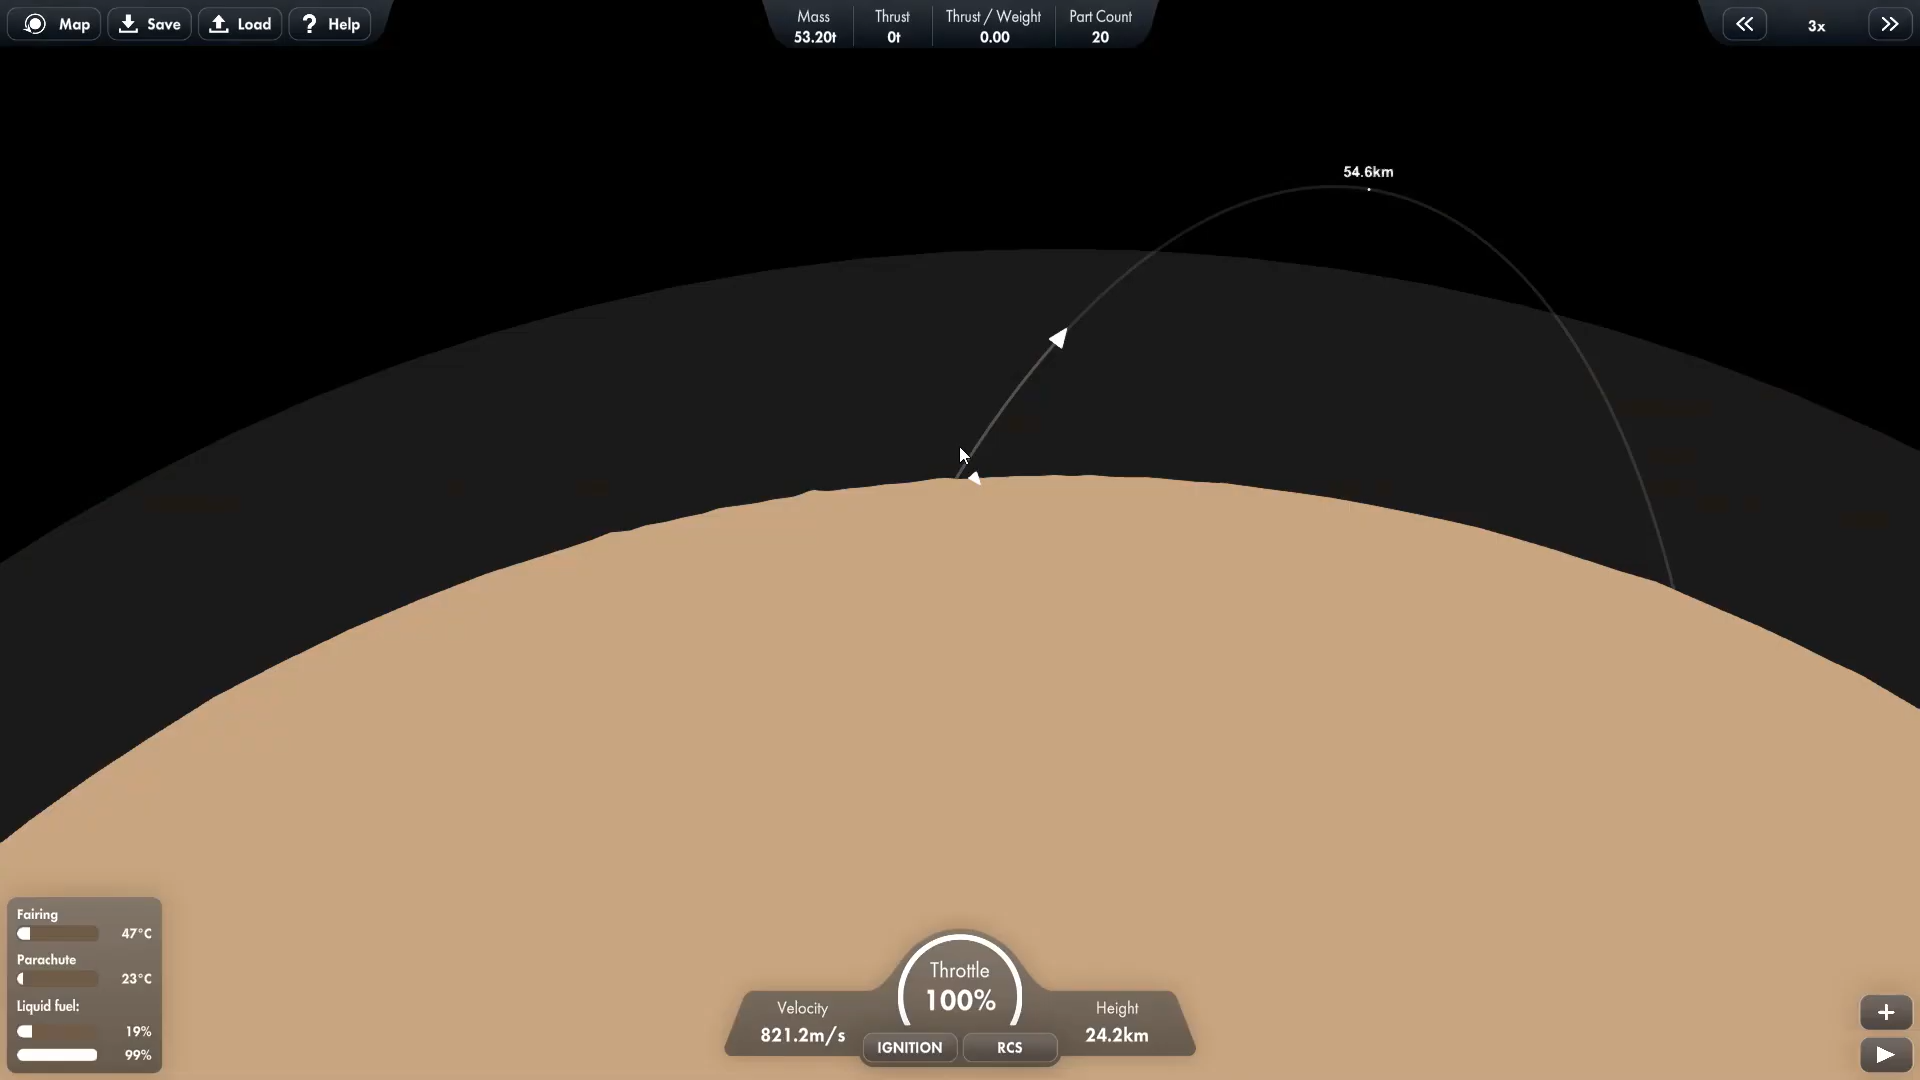 Map Save Load ? Help
Mass Thrust Thrust / Weight Part Count
53.20t 0t 0.00 20
3x
54.6km
Fairing
47°C
Parachute
23°C
Liquid fuel:
19%
99%
Throttle
100%
Velocity
821.2m/s
Height
24.2km
IGNITION RCS